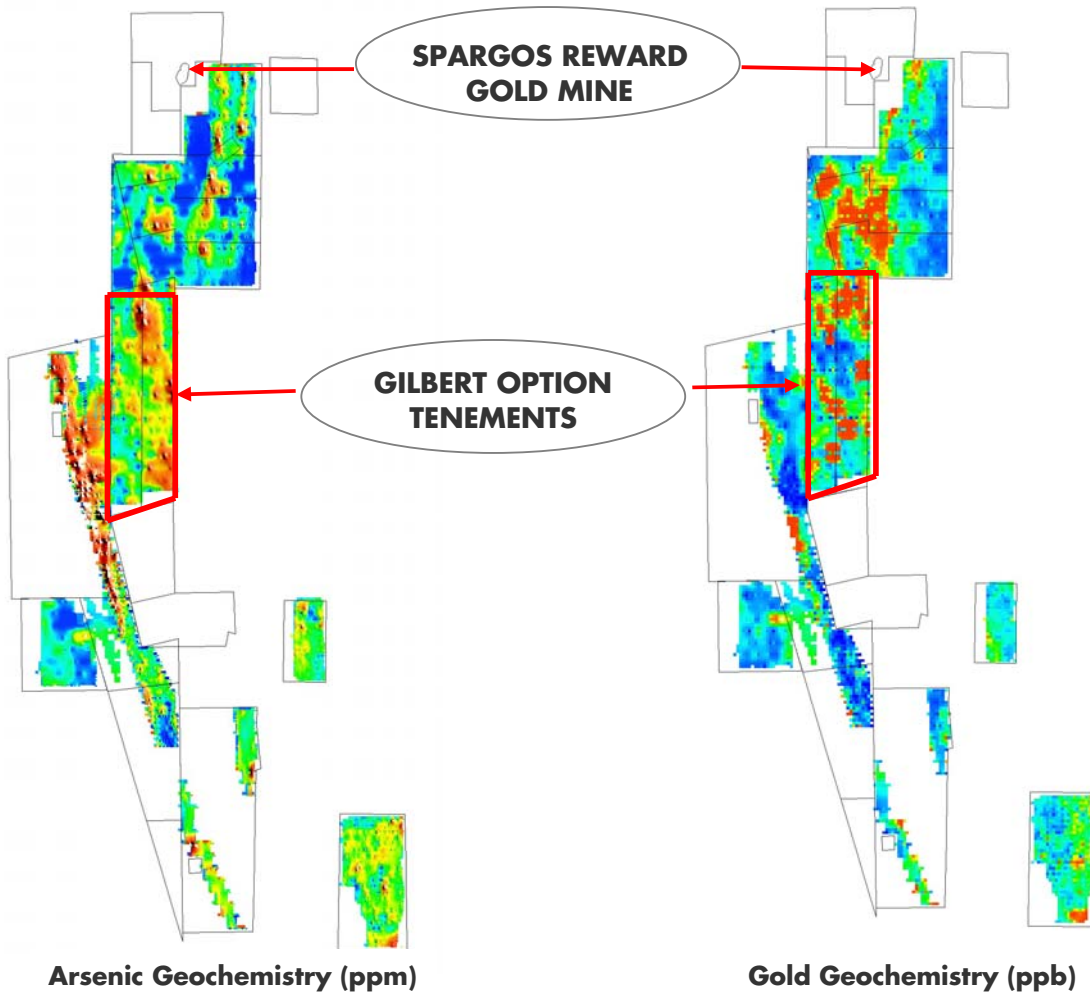 SPARGOS REWARD
GOLD MINE
GILBERT OPTION
TENEMENTS
Arsenic Geochemistry (ppm)
Gold Geochemistry (ppb)